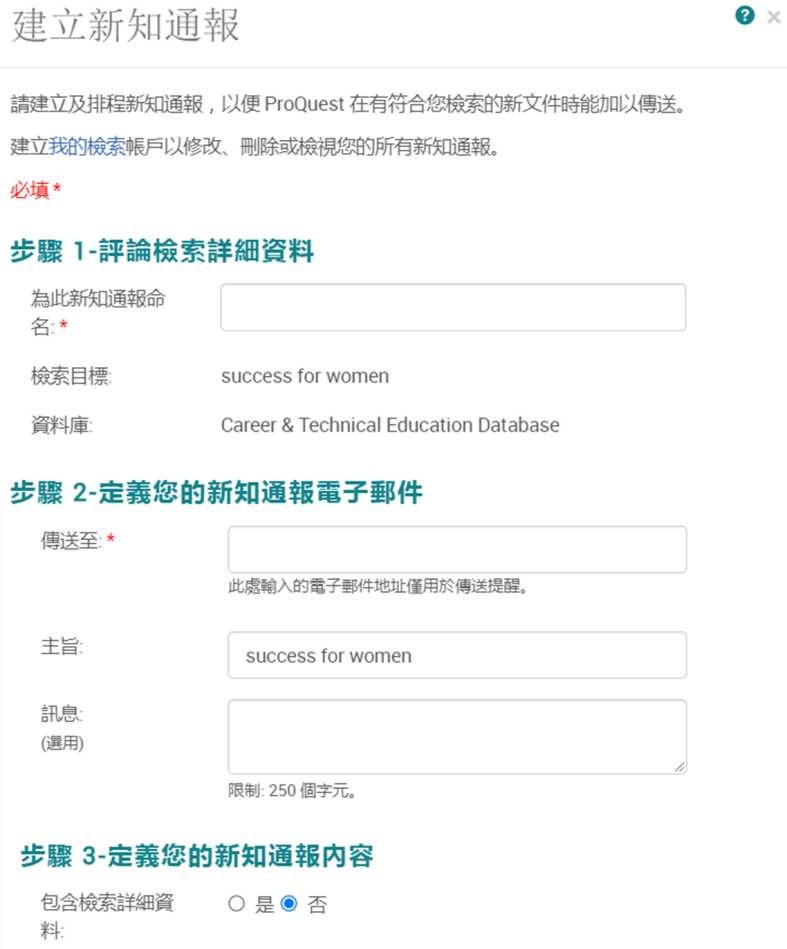 建立新知通報
請建立及排程新知通報，以便 ProQuest 在有符合您檢索的新文件時能加以傳送。
建立我的檢索帳戶以修改、刪除或檢視您的所有新知通報。
必填 *
步驟 1-評論檢索詳細資料
為此新知通報命
名: *
檢索目標: success for women
資料庫: Career & Technical Education Database
步驟 2-定義您的新知通報電子郵件
傳送至: *
此處輸入的電子郵件地址僅用於傳送提醒。
主旨: success for women
訊息:
(選用)
限制: 250 個字元。
步驟 3-定義您的新知通報內容
包含檢索詳細資 是 否
料: